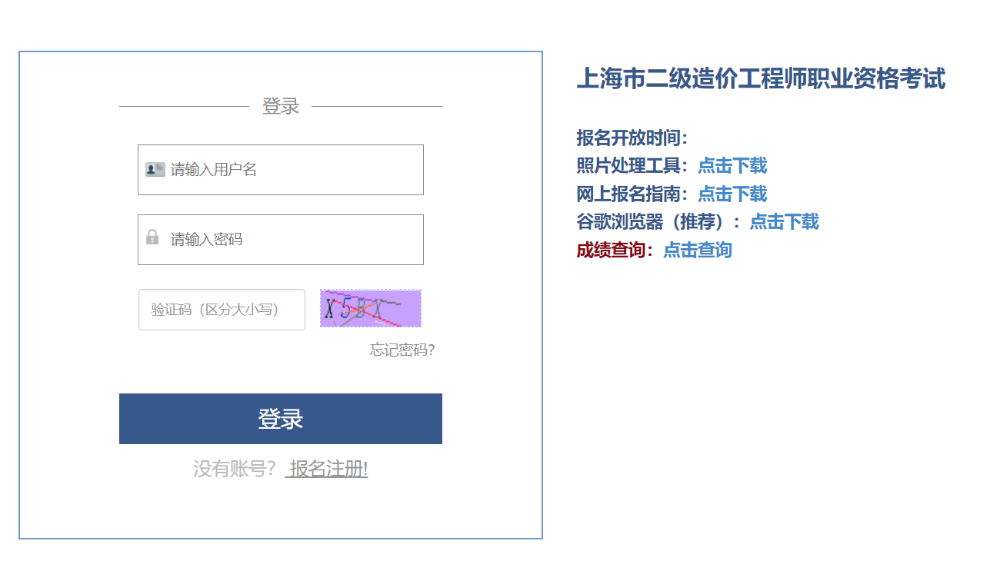 登录
请输入用户名
请输入密码
验证码（区分大小写）
忘记密码？
登录
没有账号？ 报名注册!
上海市二级造价工程师职业资格考试
报名开放时间：
照片处理工具：点击下载
网上报名指南：点击下载
谷歌浏览器（推荐）：点击下载
成绩查询：点击查询